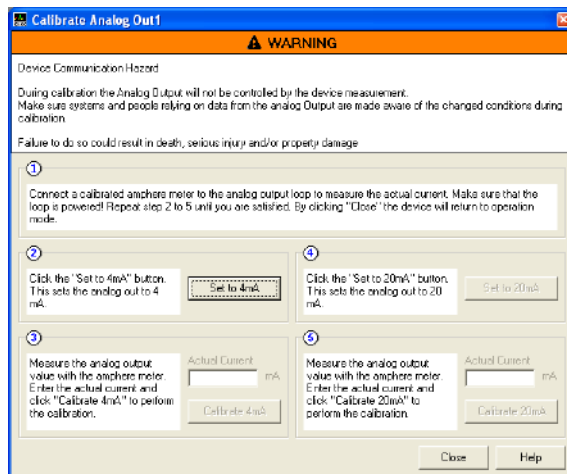 Calibrate Analog Out1
WARNING
Device Communication Hazard
During calibration the Analog Output will not be controlled by the device measurement.
Make sure systems and people relying on data from the analog Output are made aware of the changed conditions during
calibration.
Failure to do so could result in death, serious injury and/or property damage
1
Connect a calibrated amphere meter to the analog output loop to measure the actual current. Make sure that the
loop is powered! Repeat step 2 to 5 until you are satisfied. By clicking "Close" the device will return to operation
mode.
2
Click the "Set to 4mA" button.
This sets the analog out to 4
mA.
Set to 4mA
3
Measure the analog output
value with the amphere meter.
Enter the actual current and
click "Calibrate 4mA" to perform
the calibration.
Actual Current
mA
Calibrate 4mA
4
Click the "Set to 20mA" button.
This sets the analog out to 20
mA.
Set to 20mA
5
Measure the analog output
value with the amphere meter.
Enter the actual current and
click "Calibrate 20mA" to
perform the calibration.
Actual Current
mA
Calibrate 20mA
Close
Help